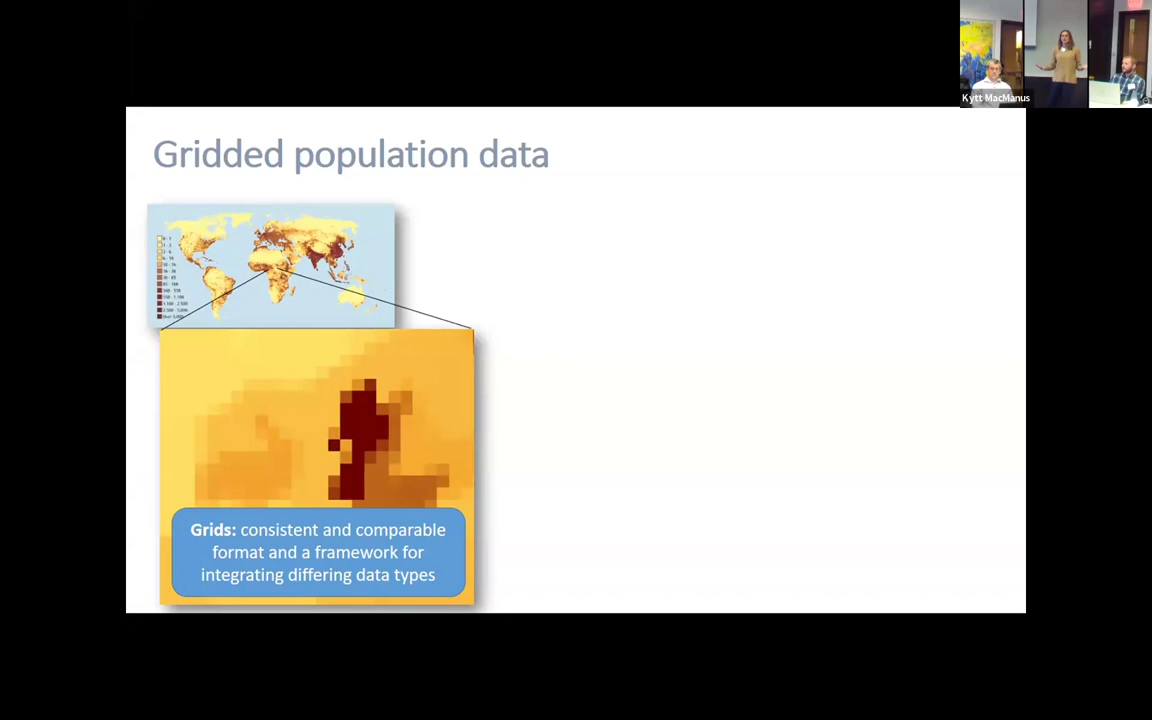 Kytt MacManus
Gridded population data
Grids: consistent and comparable
format and a framework for
integrating differing data types